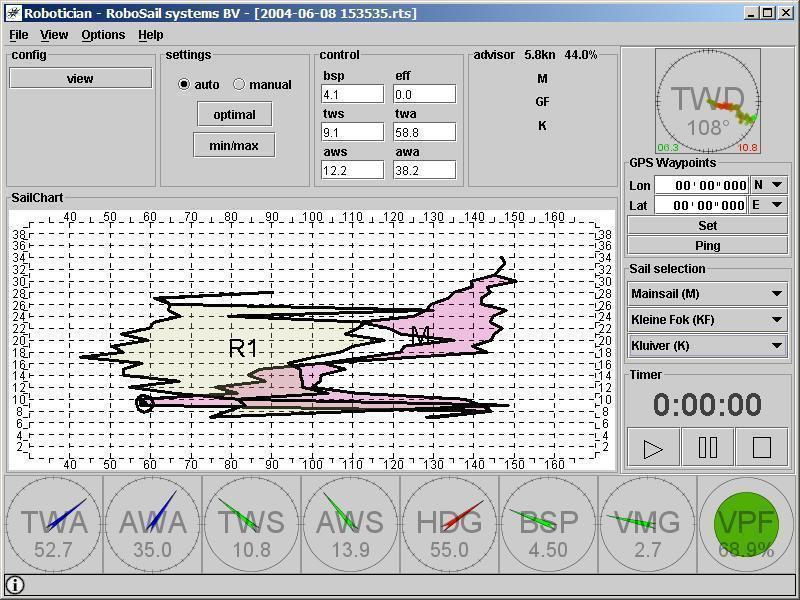 Robotician - RoboSail systems BV - [2004-06-08 153535.rts]
File View Options Help
config
view
settings
auto manual
optimal
min/max
control
bsp eff
4.1 0.0
tws twa
9.1 58.8
aws awa
12.2 38.2
advisor 5.8kn 44.0%
M
GF
K
TWD
108°
06.3 10.8
GPS Waypoints
Lon 00'00"000 N
Lat 00'00"000 E
Set
Ping
Sail selection
Mainsail (M)
Kleine Fok (KF)
Kluiver (K)
Timer
0:00:00
SailChart
40 50 60 70 80 90 100 110 120 130 140 150 160
38 38
36 36
34 34
32 32
30 30
28 28
26 26
24 24
22 22
20 20
18 18
16 16
14 14
12 12
10 10
8 8
6 6
4 4
2 2
R1 M
40 50 60 70 80 90 100 110 120 130 140 150 160
TWA AWA TWS AWS HDG BSP VMG VPF
52.7 35.0 10.8 13.9 55.0 4.50 2.7 68.9%